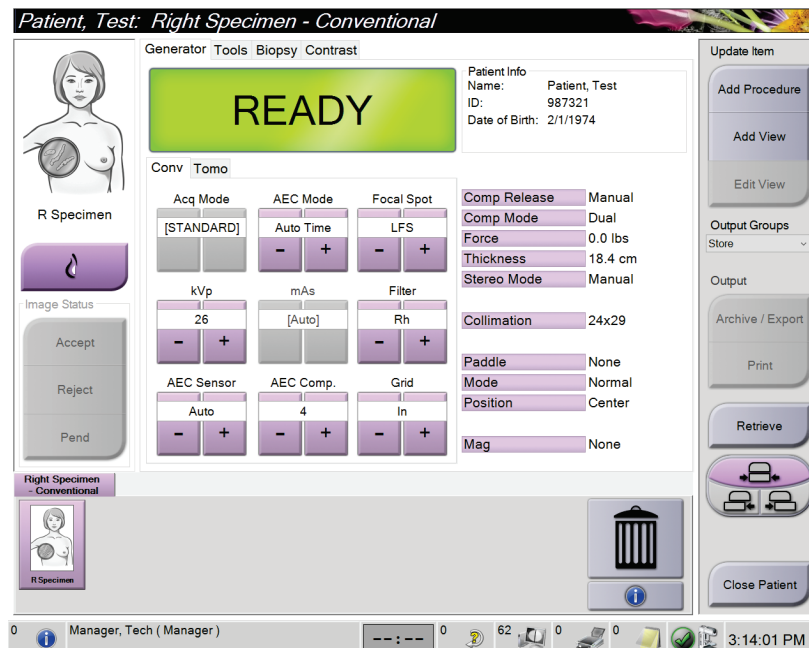 Patient, Test: Right Specimen - Conventional
Generator Tools Biopsy Contrast
READY
Patient Info
Name: Patient, Test
ID: 987321
Date of Birth: 2/1/1974
R Specimen
Image Status
Accept
Reject
Pend
Conv Tomo
Acq Mode AEC Mode Focal Spot
[STANDARD] Auto Time LFS
- + - +
kVp mAs Filter
26 [Auto] Rh
- + - +
AEC Sensor AEC Comp. Grid
Auto 4 In
- + - + - +
Comp Release Manual
Comp Mode Dual
Force 0.0 lbs
Thickness 18.4 cm
Stereo Mode Manual
Collimation 24x29
Paddle None
Mode Normal
Position Center
Mag None
Update Item
Add Procedure
Add View
Edit View
Output Groups
Store
Output
Archive / Export
Print
Retrieve
Close Patient
Right Specimen
- Conventional
R Specimen
0 Manager, Tech ( Manager ) --:-- 0 62 0 0 3:14:01 PM